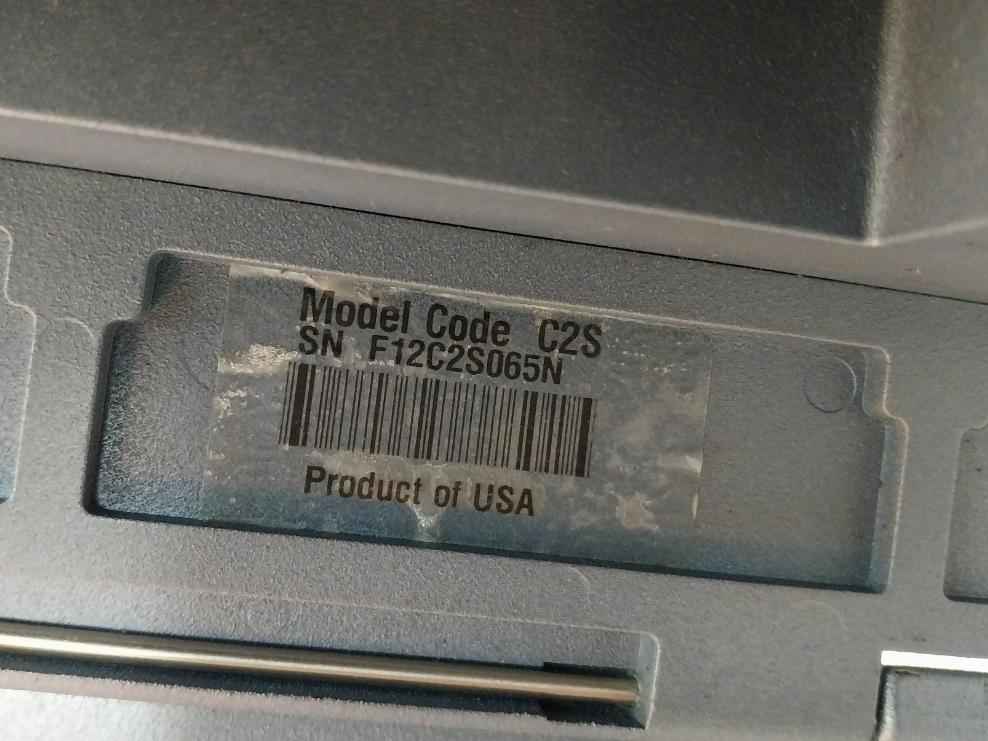 Model Code C2S
SN F12C2S065N
Product of USA